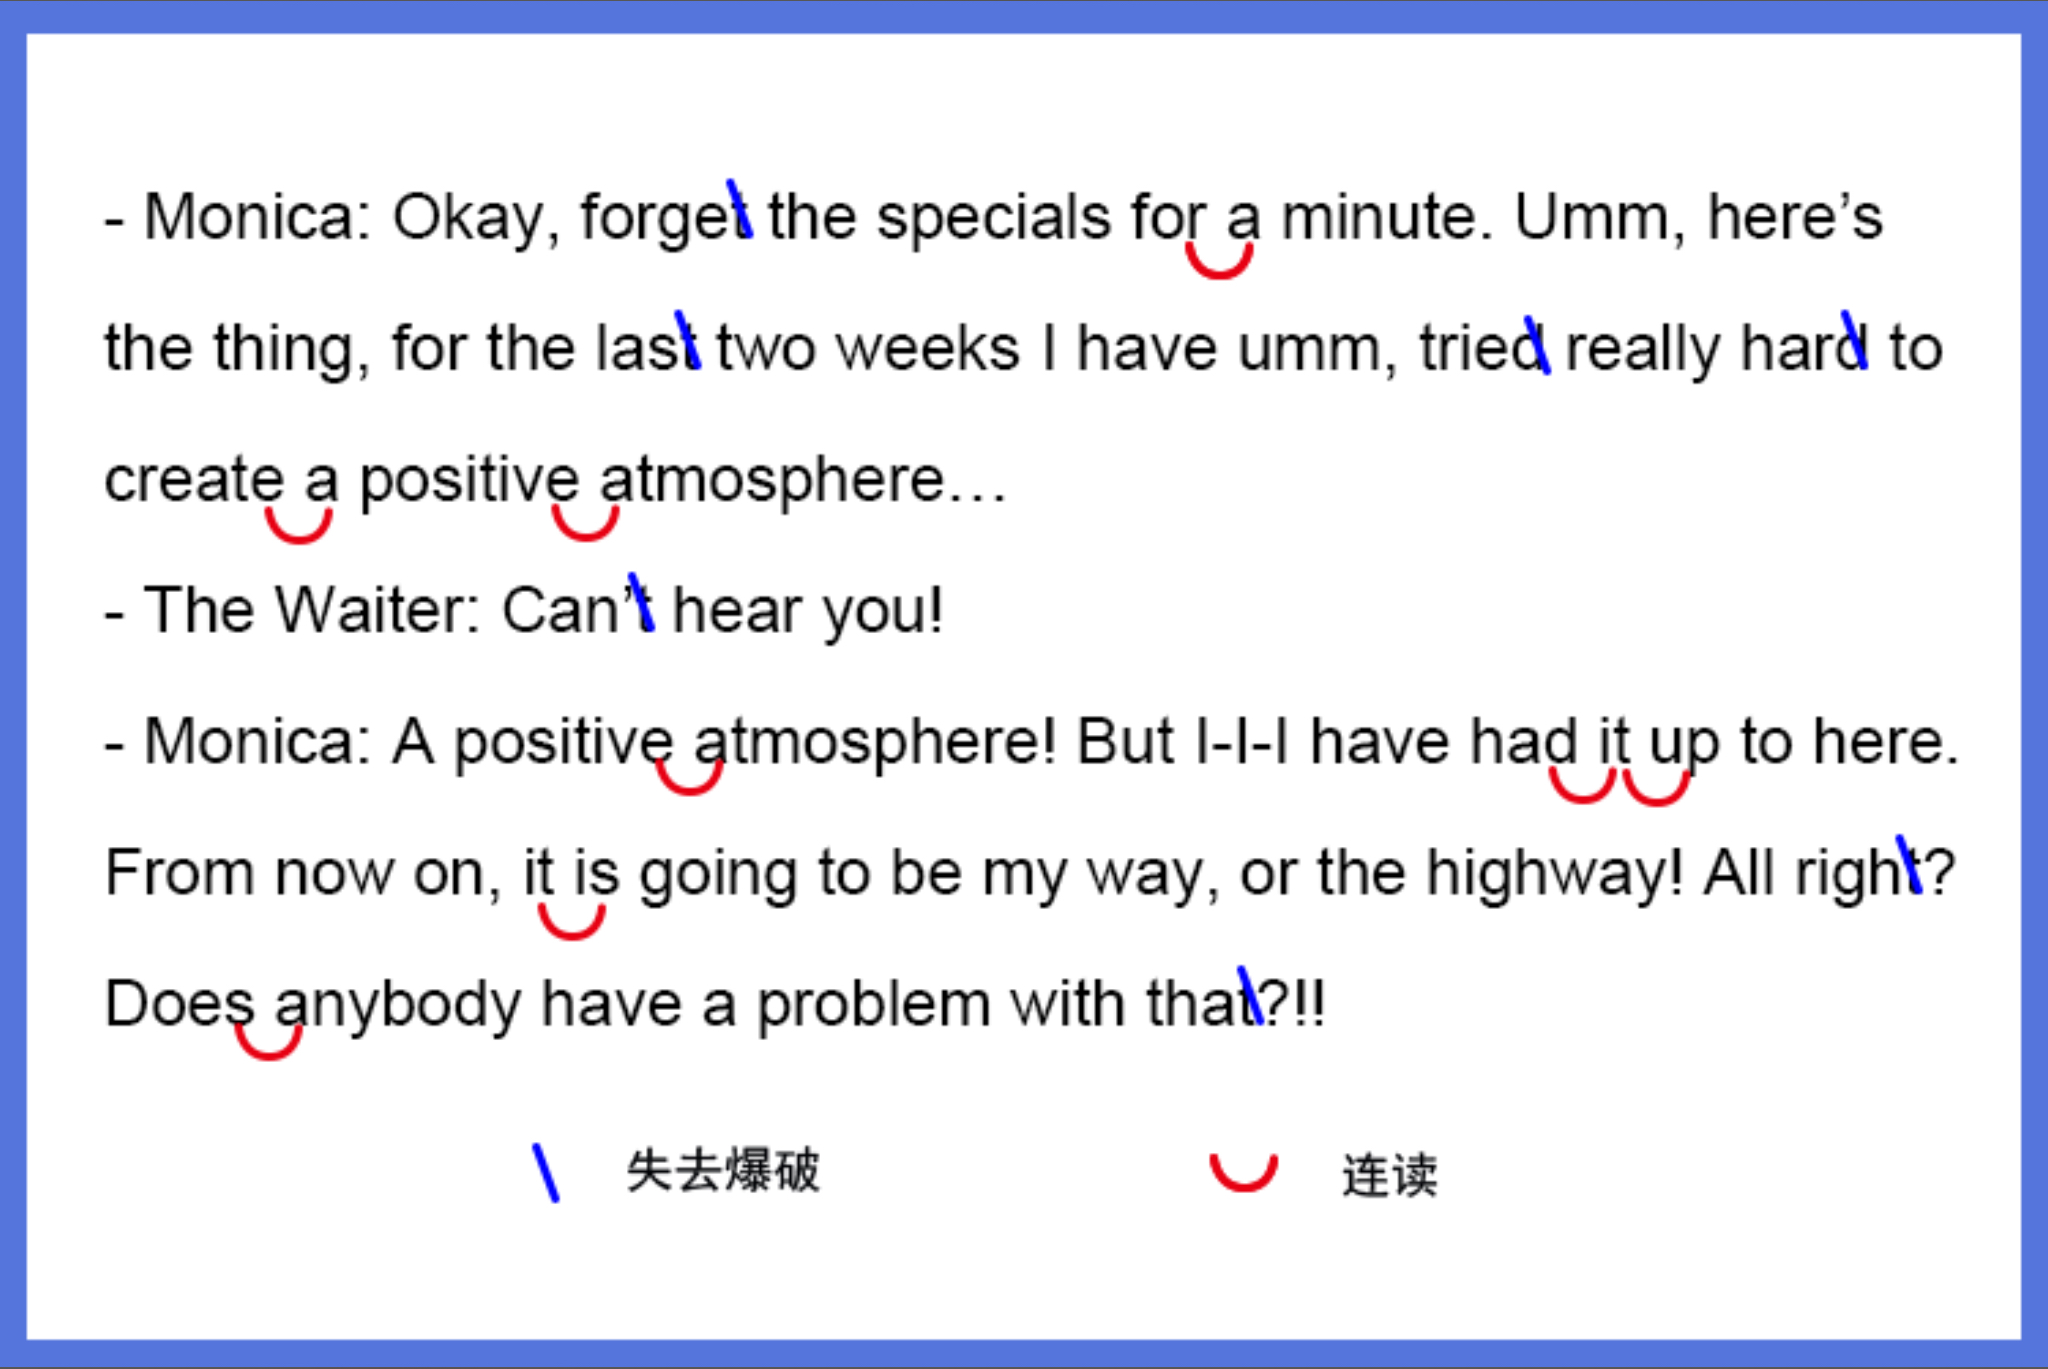 - Monica: Okay, forget the specials for a minute. Umm, here’s
the thing, for the last two weeks I have umm, tried really hard to
create a positive atmosphere…
- The Waiter: Can’t hear you!
- Monica: A positive atmosphere! But I-I-I have had it up to here.
From now on, it is going to be my way, or the highway! All right?
Does anybody have a problem with that?!!
失去爆破 连读